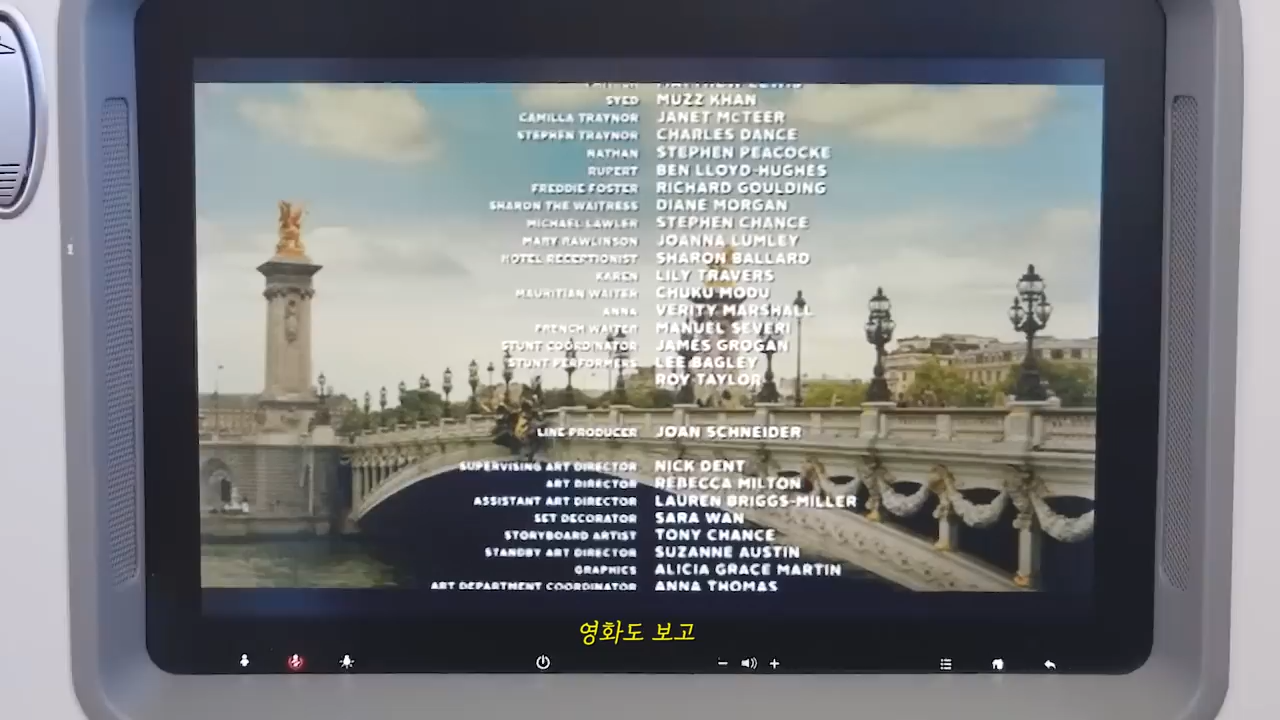 SYED MUZZ KHAN
CAMILLA TRAYNOR JANET McTEER
STEPHEN TRAYNOR CHARLES DANCE
NATHAN STEPHEN PEACOCKE
RUPERT BEN LLOYD-HUGHES
FREDDIE FOSTER RICHARD GOULDING
SHARON THE WAITRESS DIANE MORGAN
MICHAEL LAWLER STEPHEN CHANCE
MARY RAWLINSON JOANNA LUMLEY
HOTEL RECEPTIONIST SHARON BALLARD
KAREN LILY TRAVERS
MAURITIAN WAITER CHUKU MODU
ANNA VERITY MARSHALL
FRENCH WAITER MANUEL SEVERI
STUNT COORDINATOR JAMES GROGAN
STUNT PERFORMERS LEE BAGLEY
ROY TAYLOR
LINE PRODUCER JOAN SCHNEIDER
SUPERVISING ART DIRECTOR NICK DENT
ART DIRECTOR REBECCA MILTON
ASSISTANT ART DIRECTOR LAUREN BRIGGS-MILLER
SET DECORATOR SARA WAN
STORYBOARD ARTIST TONY CHANCE
STANDBY ART DIRECTOR SUZANNE AUSTIN
GRAPHICS ALICIA GRACE MARTIN
ART DEPARTMENT COORDINATOR ANNA THOMAS
영화도 보고